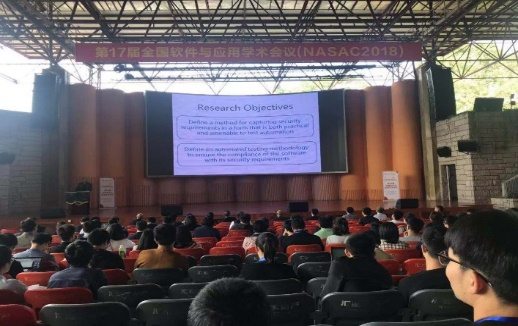 第17届全国软件与应用学术会议(NASAC2018)
Research Objectives
Define a method for capturing security
requirements in a form that is both practical
and amenable to test automation
Define an automated testing methodology
to ensure the compliance of the software
with its security requirements